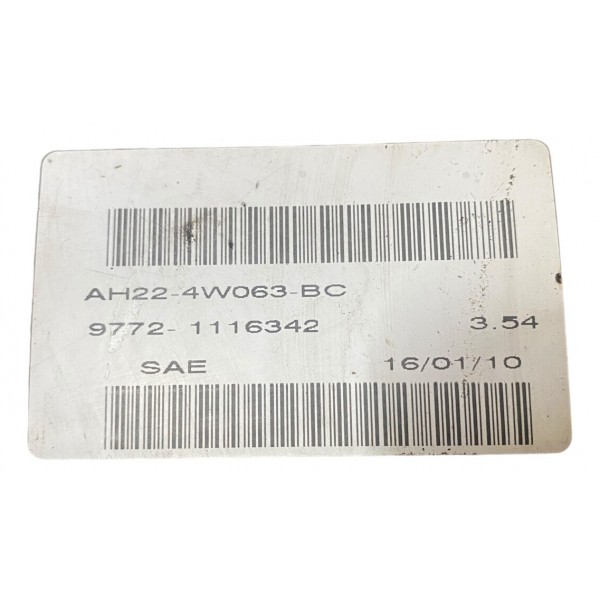 AH22-4W063-BC
9772- 1116342 3.54
SAE 16/01/10